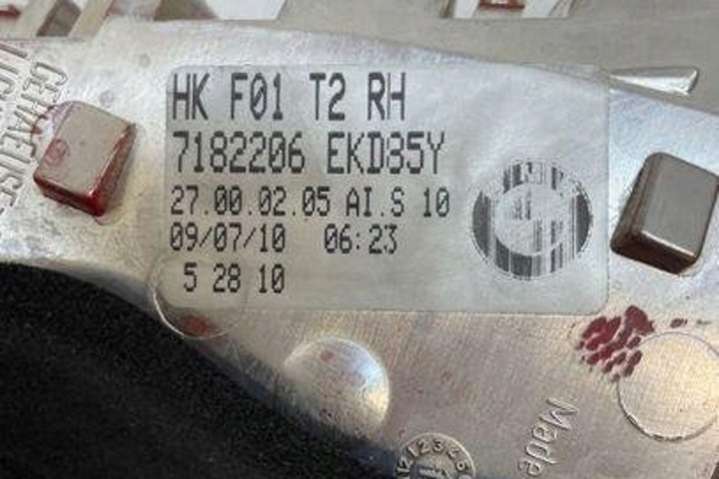 HK F01 T2 RH
7182206 EKD35Y
27.00.02.05 AI.S 10
09/07/10 06:23
5 28 10
GEHAEUSE
Made